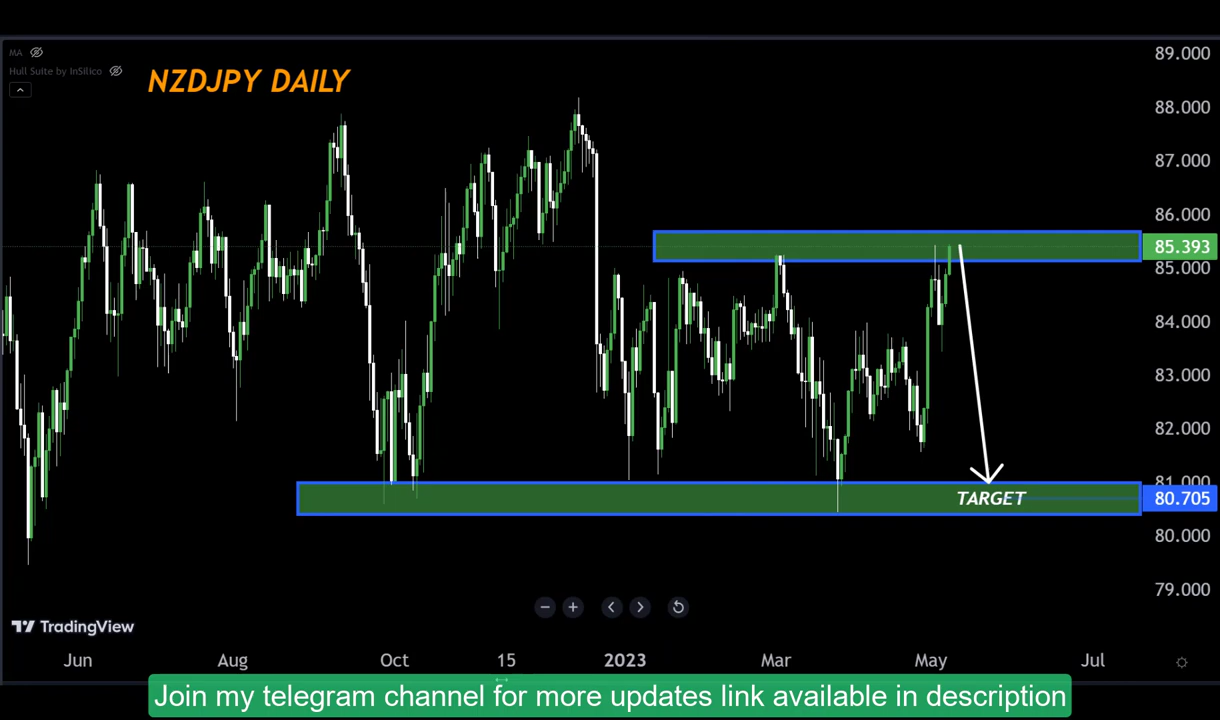 MA
Hull Suite by InSilico
NZDJPY DAILY
89.000
88.000
87.000
86.000
85.393
85.000
84.000
83.000
82.000
81.000
TARGET 80.705
80.000
79.000
TradingView
Jun Aug Oct 15 2023 Mar May Jul
Join my telegram channel for more updates link available in description